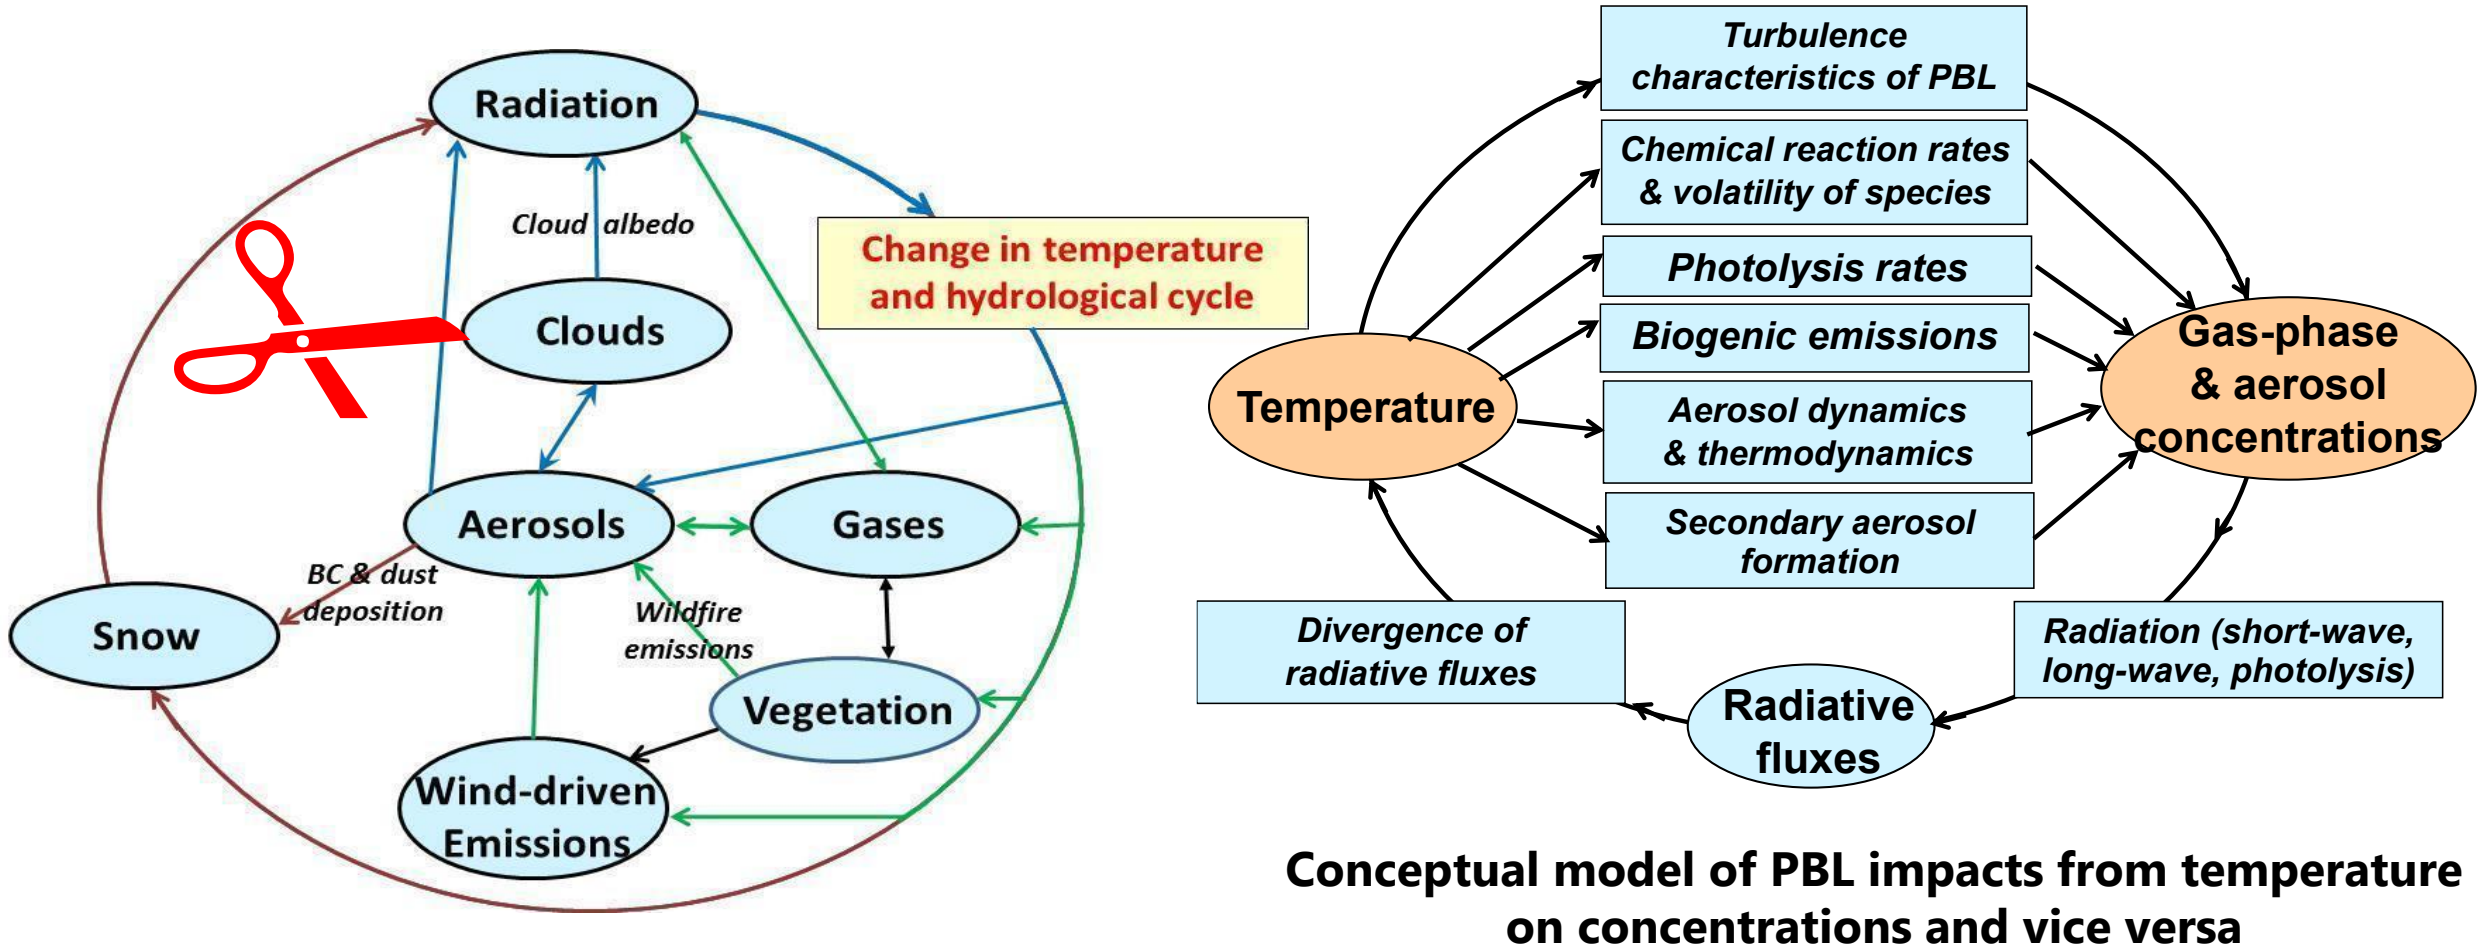 Radiation
Cloud albedo
Change in temperature
and hydrological cycle
Clouds
Aerosols
Gases
BC & dust
deposition
Wildfire
emissions
Snow
Vegetation
Wind-driven
Emissions
Turbulence
characteristics of PBL
Chemical reaction rates
& volatility of species
Photolysis rates
Biogenic emissions
Aerosol dynamics
& thermodynamics
Secondary aerosol
formation
Temperature
Gas-phase
& aerosol
concentrations
Divergence of
radiative fluxes
Radiative
fluxes
Radiation (short-wave,
long-wave, photolysis)
Conceptual model of PBL impacts from temperature
on concentrations and vice versa